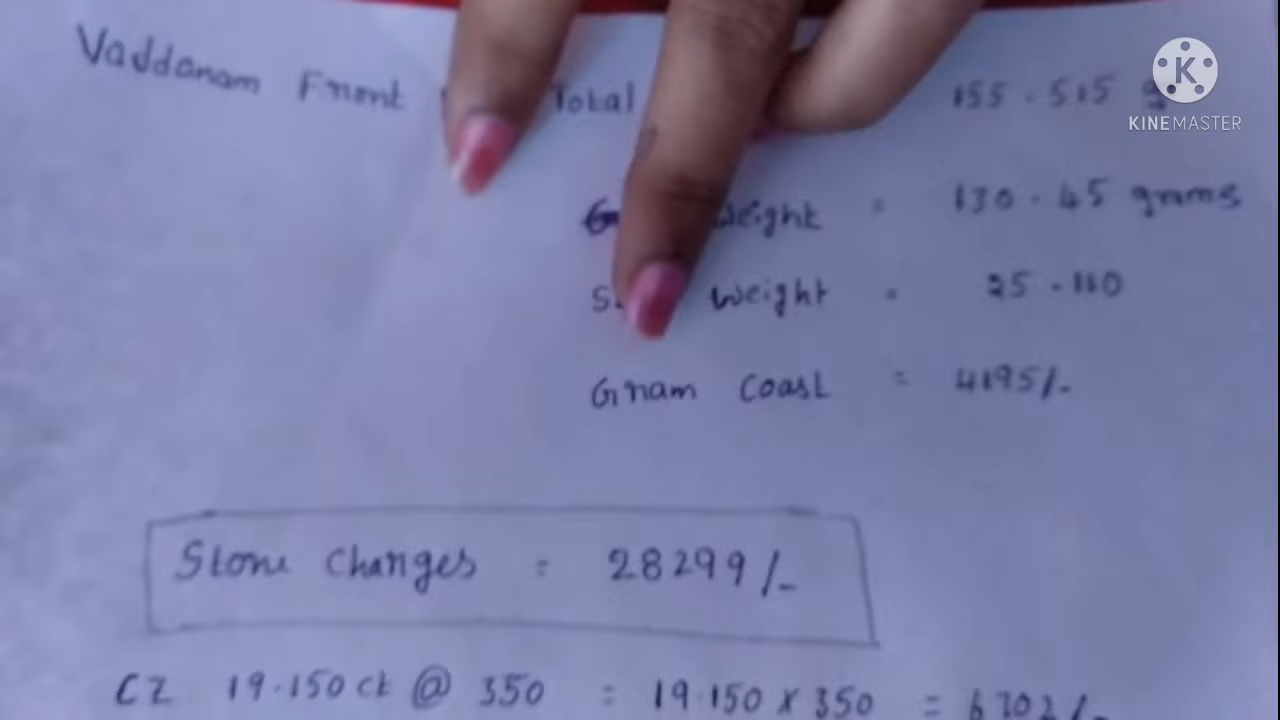 Vaddanam Front Total 155.515
KINEMASTER
weight = 130.45 grams
weight = 25.110
Gram Coast = 4195/-
Stone Charges = 28299/-
CZ 19.150 ct @ 350 = 19.150 x 350 = 6702/-